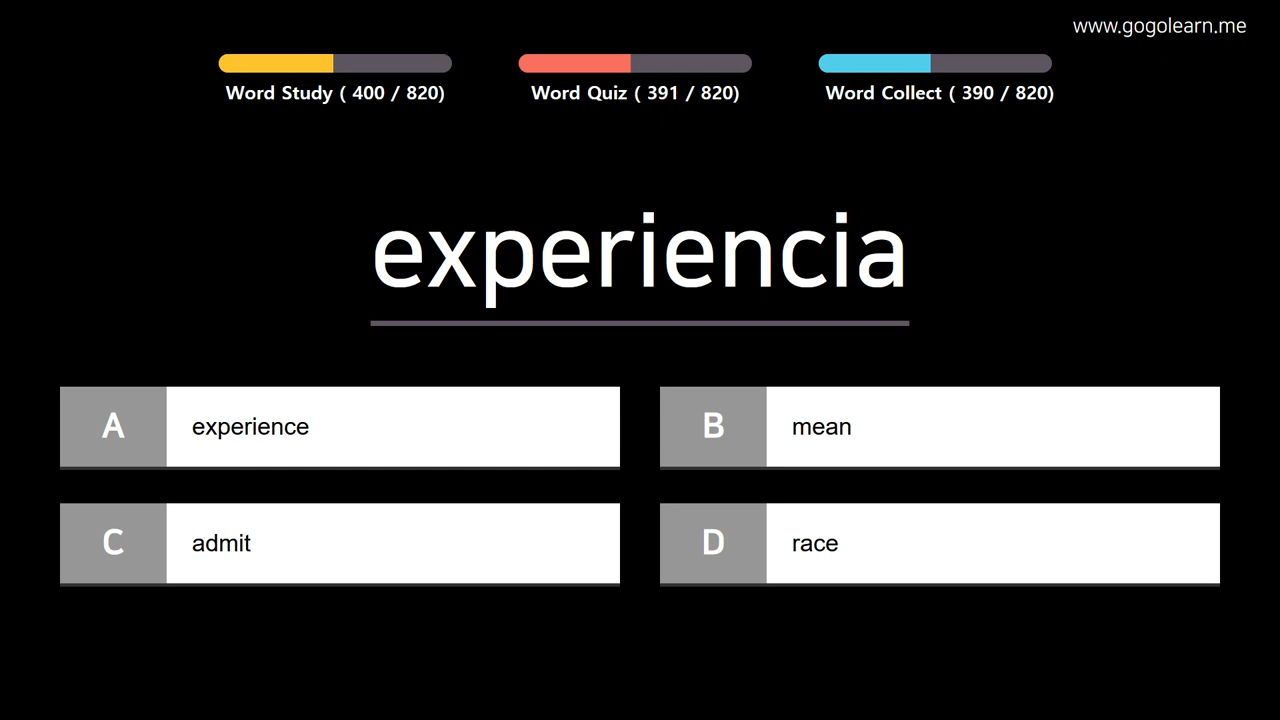 www.gogolearn.me
Word Study ( 400 / 820)
Word Quiz ( 391 / 820)
Word Collect ( 390 / 820)
experiencia
A experience
B mean
C admit
D race